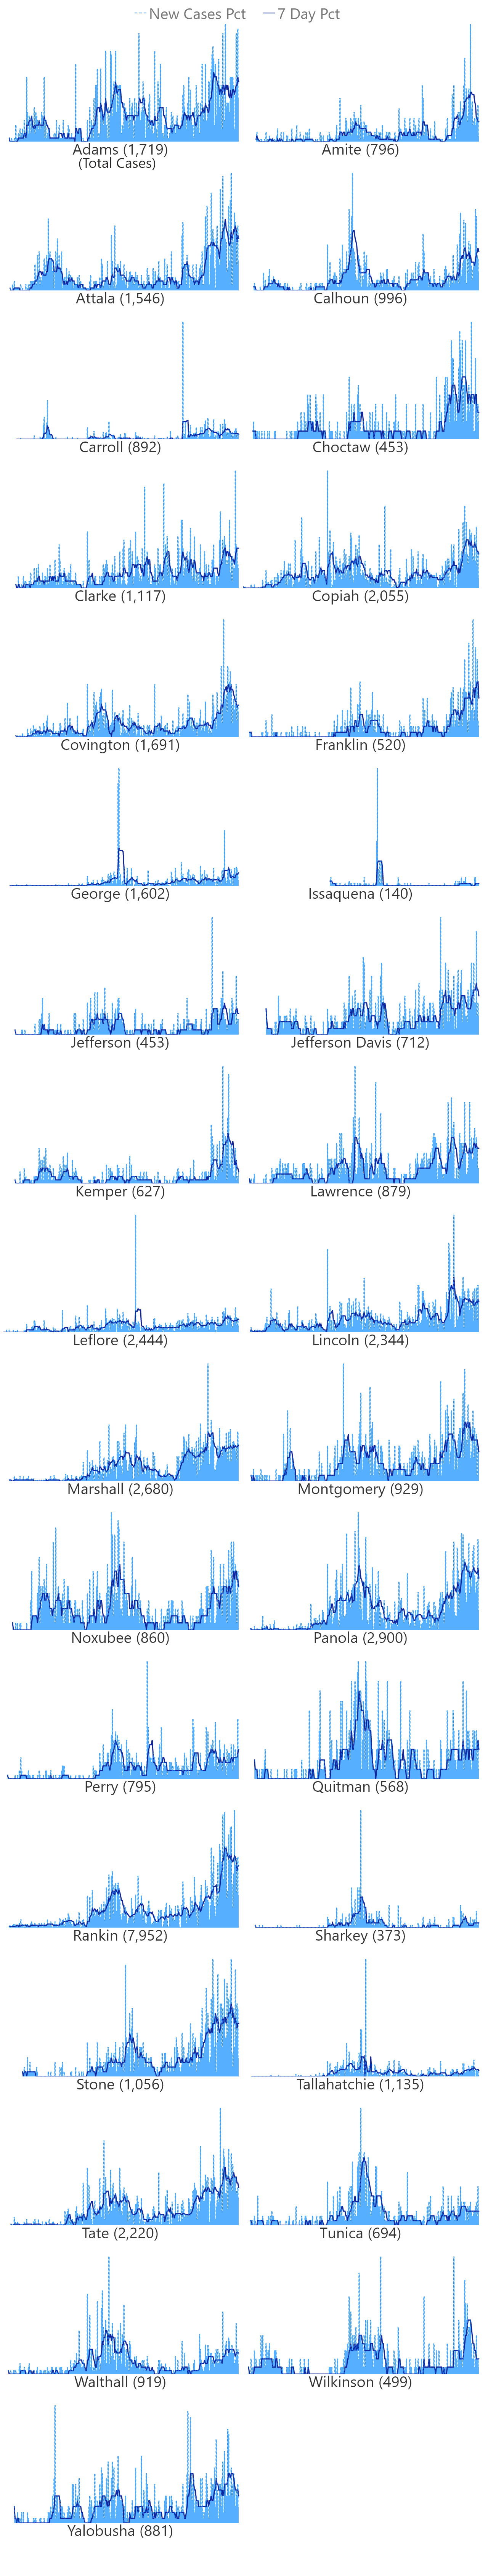 New Cases Pct 7 Day Pct
Adams (1,719) Amite (796)
(Total Cases)
Attala (1,546) Calhoun (996)
Carroll (892) Choctaw (453)
Clarke (1,117) Copiah (2,055)
Covington (1,691) Franklin (520)
George (1,602) Issaquena (140)
Jefferson (453) Jefferson Davis (712)
Kemper (627) Lawrence (879)
Leflore (2,444) Lincoln (2,344)
Marshall (2,680) Montgomery (929)
Noxubee (860) Panola (2,900)
Perry (795) Quitman (568)
Rankin (7,952) Sharkey (373)
Stone (1,056) Tallahatchie (1,135)
Tate (2,220) Tunica (694)
Walthall (919) Wilkinson (499)
Yalobusha (881)